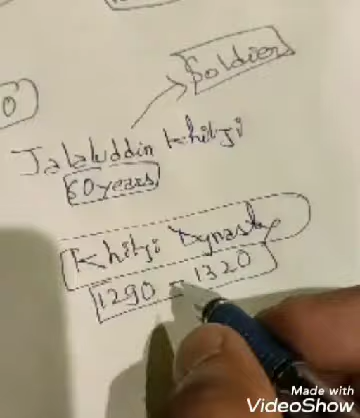 Soldier
Jalaluddin Khilji
60 years
Khilji Dynasty
1290 - 1320
Made with
VideoShow